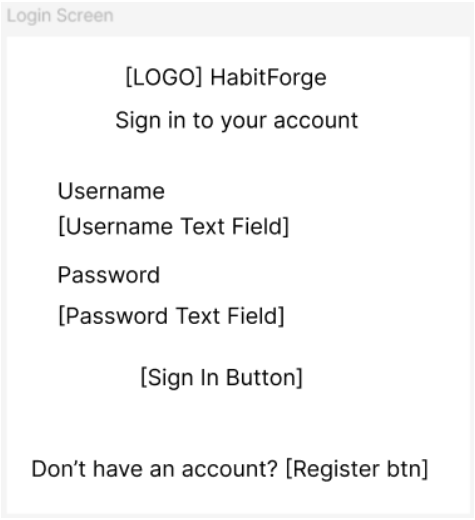 Login Screen
[LOGO] HabitForge
Sign in to your account
Username
[Username Text Field]
Password
[Password Text Field]
[Sign In Button]
Don’t have an account? [Register btn]